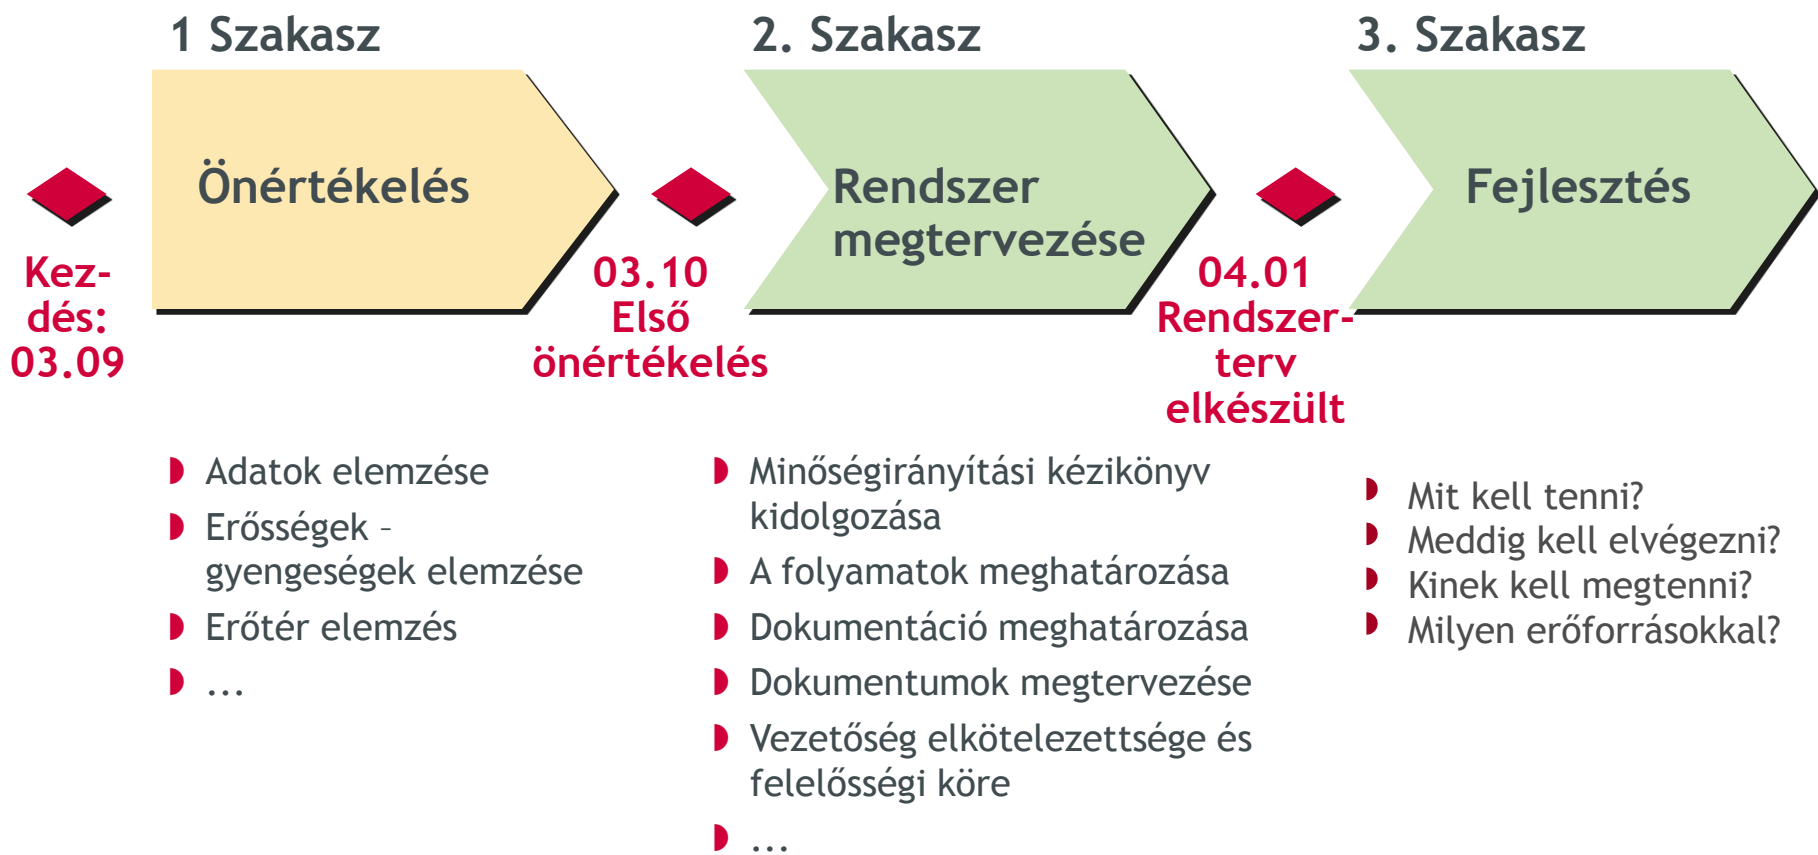 1 Szakasz
2. Szakasz
3. Szakasz
Önértékelés
Rendszer
megtervezése
Fejlesztés
Kez-
dés:
03.09
03.10
Első
önértékelés
04.01
Rendszer-
terv
elkészült
Adatok elemzése
Erősségek –
gyengeségek elemzése
Erőtér elemzés
...
Minőségirányítási kézikönyv
kidolgozása
A folyamatok meghatározása
Dokumentáció meghatározása
Dokumentumok megtervezése
Vezetőség elkötelezettsége és
felelősségi köre
...
Mit kell tenni?
Meddig kell elvégezni?
Kinek kell megtenni?
Milyen erőforrásokkal?